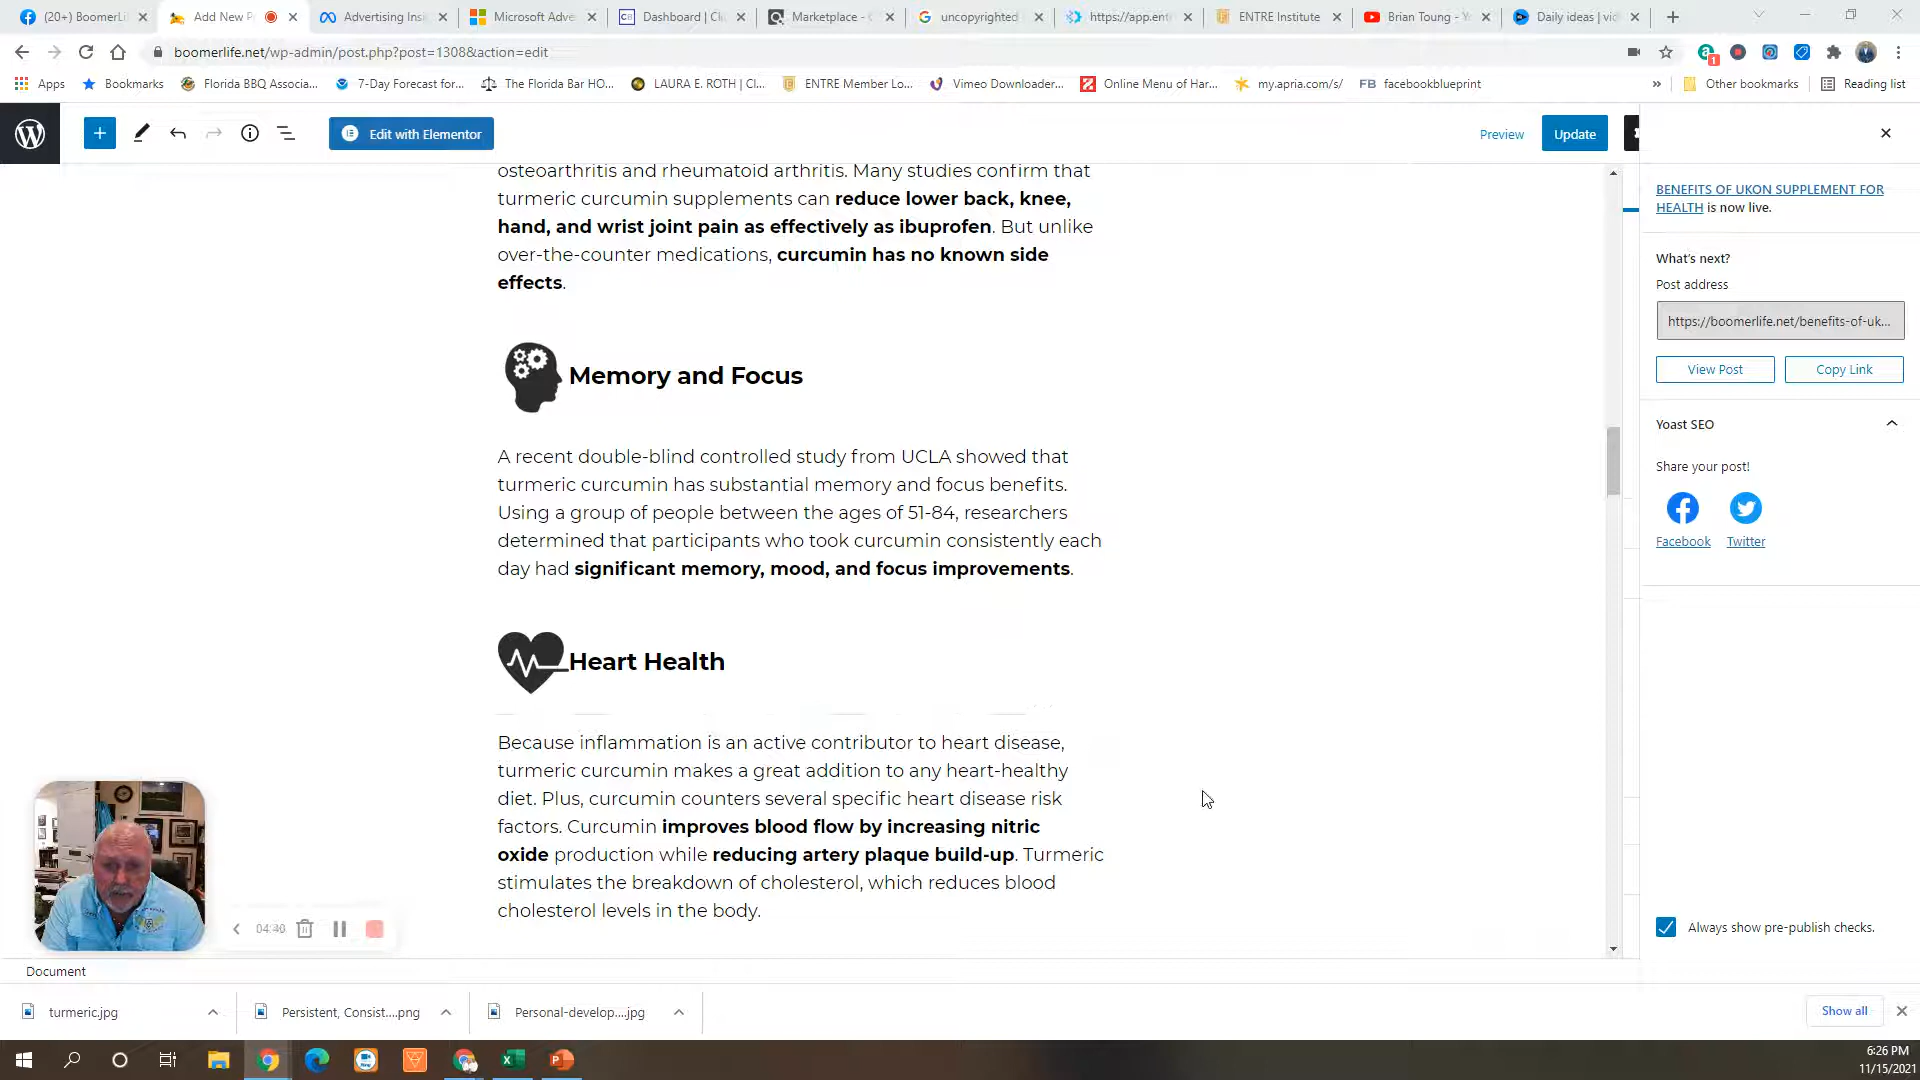 (20+) BoomerLi
Add New P
Advertising Insi
Microsoft Adve
Dashboard | Cl
Marketplace -
uncopyrighted
https://app.ent
ENTRE Institute
Brian Toung - Y
Daily ideas | vid
boomerlife.net/wp-admin/post.php?post=1308&action=edit
Apps
Bookmarks
Florida BBQ Associa...
7-Day Forecast for...
The Florida Bar HO...
LAURA E. ROTH | Cl...
ENTRE Member Lo...
Vimeo Downloader...
Online Menu of Har...
my.apria.com/s/
FB facebookblueprint
Other bookmarks
Reading list
Edit with Elementor
Preview
Update
osteoarthritis and rheumatoid arthritis. Many studies confirm that
turmeric curcumin supplements can reduce lower back, knee,
hand, and wrist joint pain as effectively as ibuprofen. But unlike
over-the-counter medications, curcumin has no known side
effects.
Memory and Focus
A recent double-blind controlled study from UCLA showed that
turmeric curcumin has substantial memory and focus benefits.
Using a group of people between the ages of 51-84, researchers
determined that participants who took curcumin consistently each
day had significant memory, mood, and focus improvements.
Heart Health
Because inflammation is an active contributor to heart disease,
turmeric curcumin makes a great addition to any heart-healthy
diet. Plus, curcumin counters several specific heart disease risk
factors. Curcumin improves blood flow by increasing nitric
oxide production while reducing artery plaque build-up. Turmeric
stimulates the breakdown of cholesterol, which reduces blood
cholesterol levels in the body.
BENEFITS OF UKON SUPPLEMENT FOR
HEALTH is now live.
What's next?
Post address
https://boomerlife.net/benefits-of-uk...
View Post
Copy Link
Yoast SEO
Share your post!
Facebook
Twitter
Always show pre-publish checks.
04:40
Document
turmeric.jpg
Persistent, Consist....png
Personal-develop....jpg
Show all
6:26 PM
11/15/2021